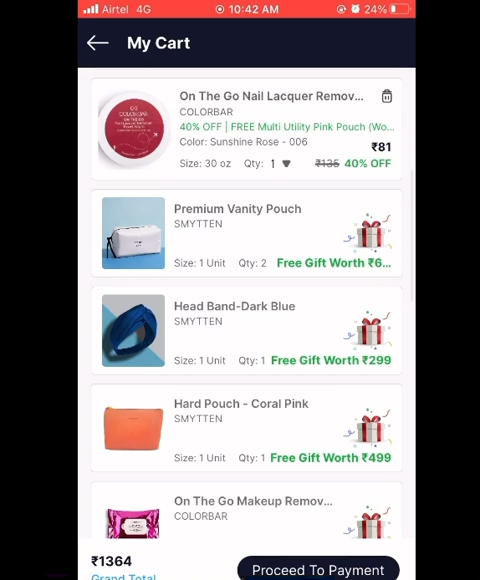 Airtel 4G 10:42 AM 24%
My Cart
On The Go Nail Lacquer Remov...
COLORBAR
40% OFF | FREE Multi Utility Pink Pouch (Wo...
Color: Sunshine Rose - 006
₹81
Size: 30 oz Qty: 1 ₹135 40% OFF
COLORBAR
Premium Vanity Pouch
SMYTTEN
Size: 1 Unit Qty: 2 Free Gift Worth ₹6...
Head Band-Dark Blue
SMYTTEN
Size: 1 Unit Qty: 1 Free Gift Worth ₹299
Hard Pouch - Coral Pink
SMYTTEN
Size: 1 Unit Qty: 1 Free Gift Worth ₹499
On The Go Makeup Remov...
COLORBAR
₹1364
Grand Total
Proceed To Payment